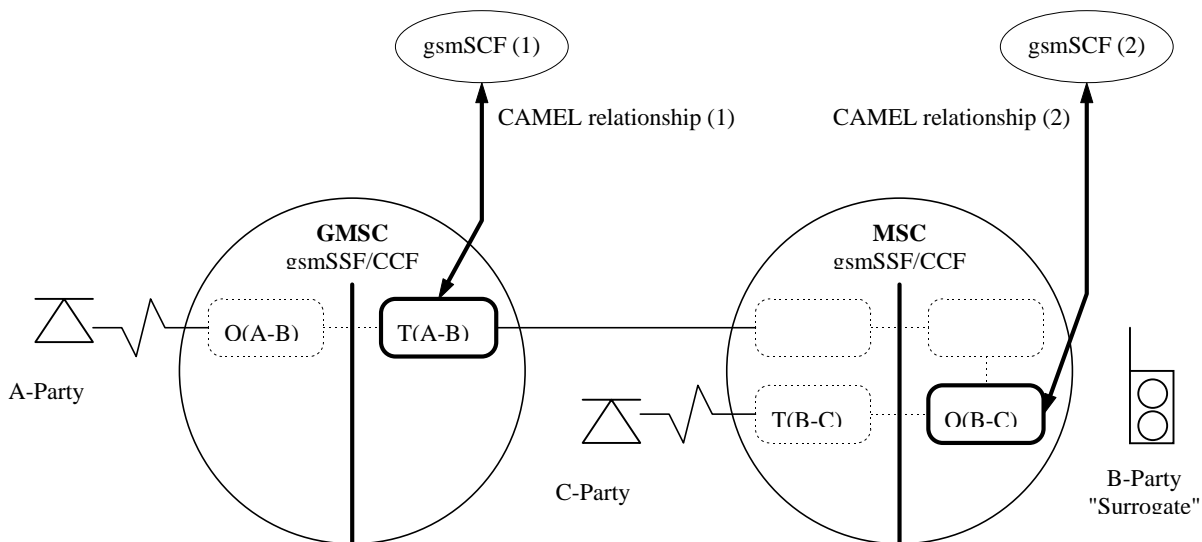 gsmSCF (1)
gsmSCF (2)
CAMEL relationship (1)
CAMEL relationship (2)
GMSC
gsmSSF/CCF
MSC
gsmSSF/CCF
O(A-B)
T(A-B)
A-Party
T(B-C)
O(B-C)
C-Party
B-Party
"Surrogate"